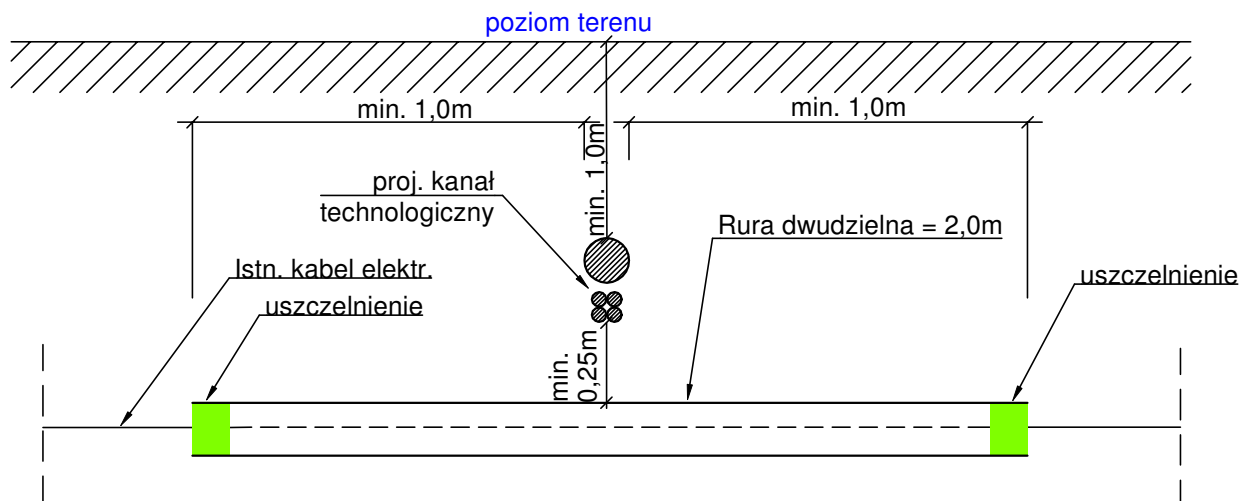 poziom terenu
min. 1,0m
min. 1,0m
min. 1,0m
proj. kanał
technologiczny
Rura dwudzielna = 2,0m
Istn. kabel elektr.
uszczelnienie
uszczelnienie
min.
0,25m